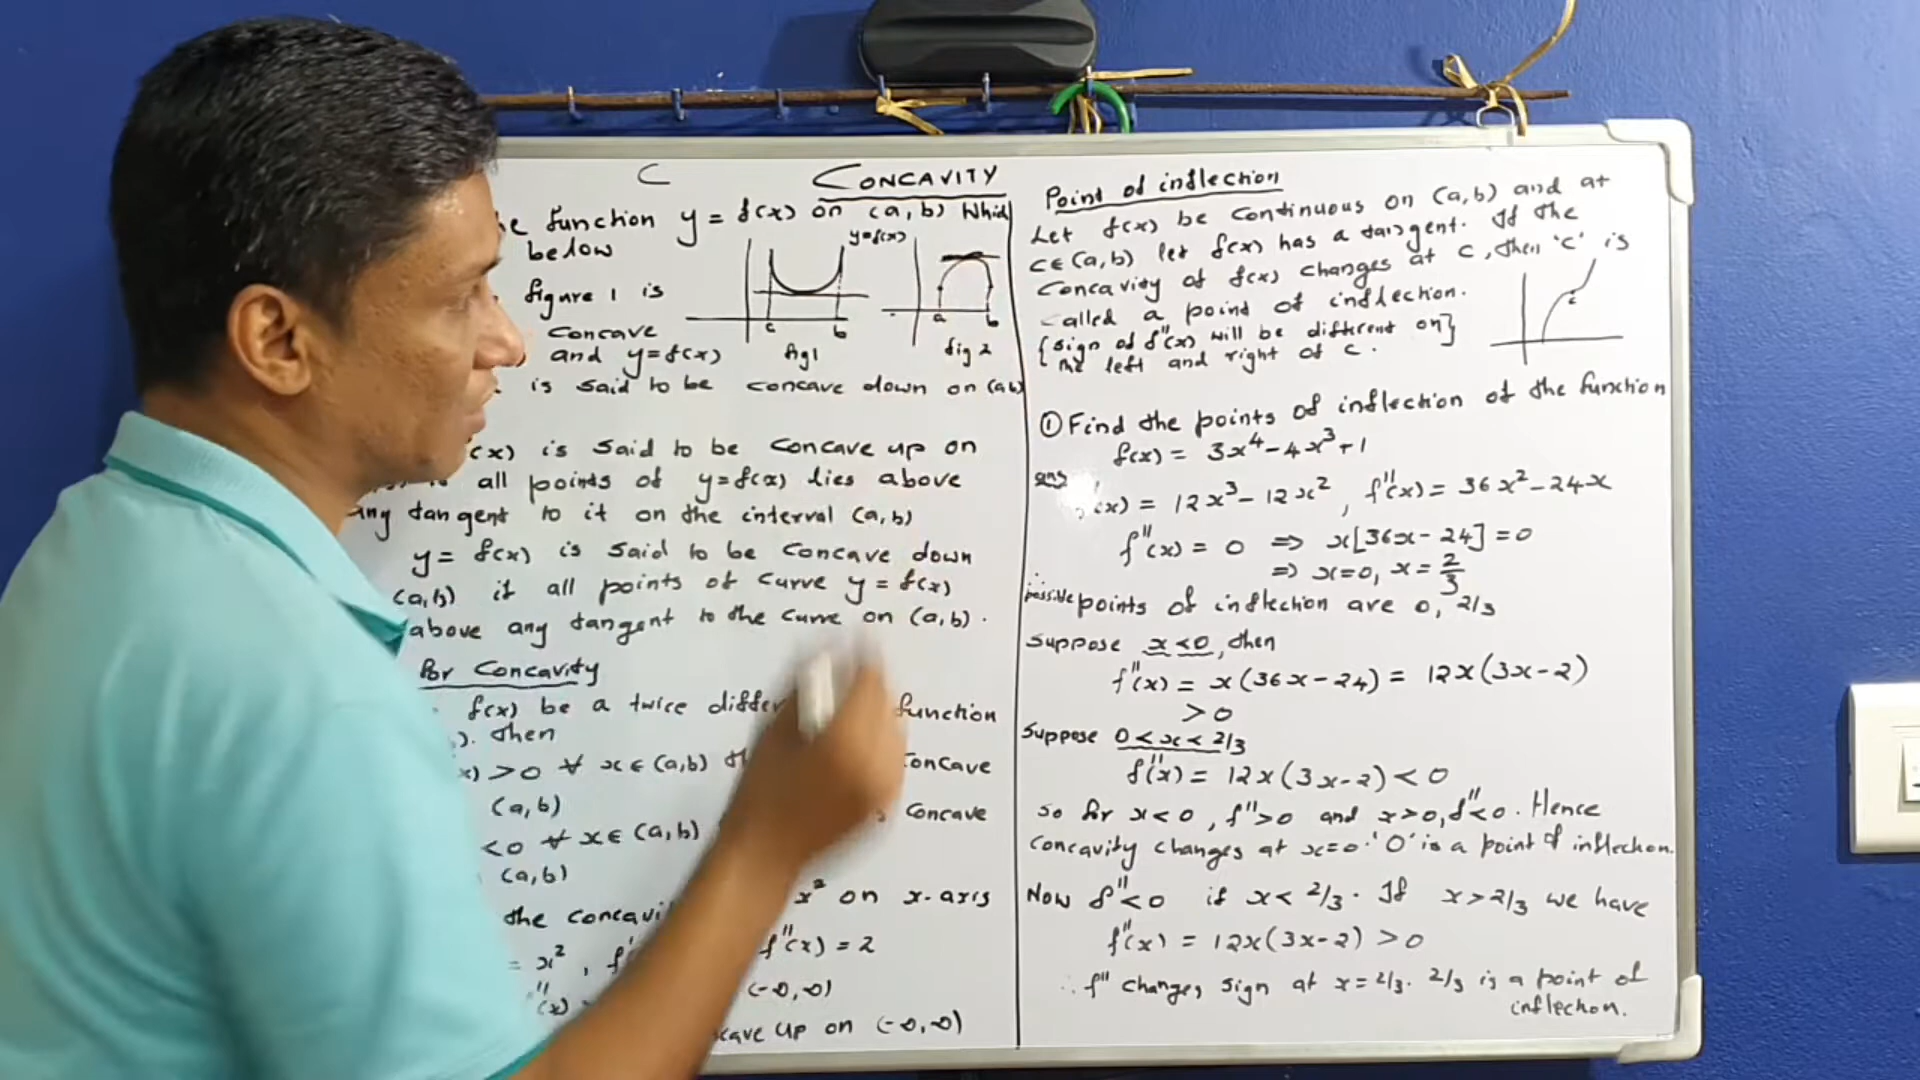 C CONCAVITY
he function y = f(x) on (a, b) which
below
figure 1 is
concave
and y=f(x)
is said to be concave down on (a b)
y=f(x)
c b
fig 1
a b
fig 2
(x) is said to be concave up on
all points of y=f(x) lies above
any tangent to it on the interval (a, b)
y = f(x) is said to be concave down
(a, b) if all points of curve y = f(x)
above any tangent to the curve on (a, b).
For Concavity
f(x) be a twice differ function
). then
x) > 0 ∀ x ∈ (a,b) concave
(a, b)
< 0 ∀ x ∈ (a, b) concave
(a, b)
the concavi x² on x-axis
= x² , f' f''(x) = 2
''(x) (-∞, ∞)
cave up on (-∞, ∞)
Point of inflection
Let f(x) be continuous on (a, b) and at
c∈(a, b) let f(x) has a tangent. If the
concavity of f(x) changes at c, then 'c' is
called a point of inflection.
{sign of f''(x) will be different on}
{the left and right of c.
c
① Find the points of inflection of the function
f(x) = 3x⁴ - 4x³ + 1
ans '(x) = 12x³ - 12x² , f''(x) = 36x² - 24x
f''(x) = 0 ⇒ x[36x - 24] = 0
⇒ x=0, x = 2/3
∴ possible points of inflection are 0, 2/3
Suppose x<0, then
f''(x) = x(36x - 24) = 12x(3x - 2)
> 0
Suppose 0 < x < 2/3
f''(x) = 12x(3x - 2) < 0
So for x < 0, f'' > 0 and x > 0, f'' < 0. Hence
concavity changes at x=0. '0' is a point of inflection.
Now f'' < 0 if x < 2/3. If x > 2/3 we have
f''(x) = 12x(3x - 2) > 0
∴ f'' changes sign at x = 2/3. 2/3 is a point of
inflection.